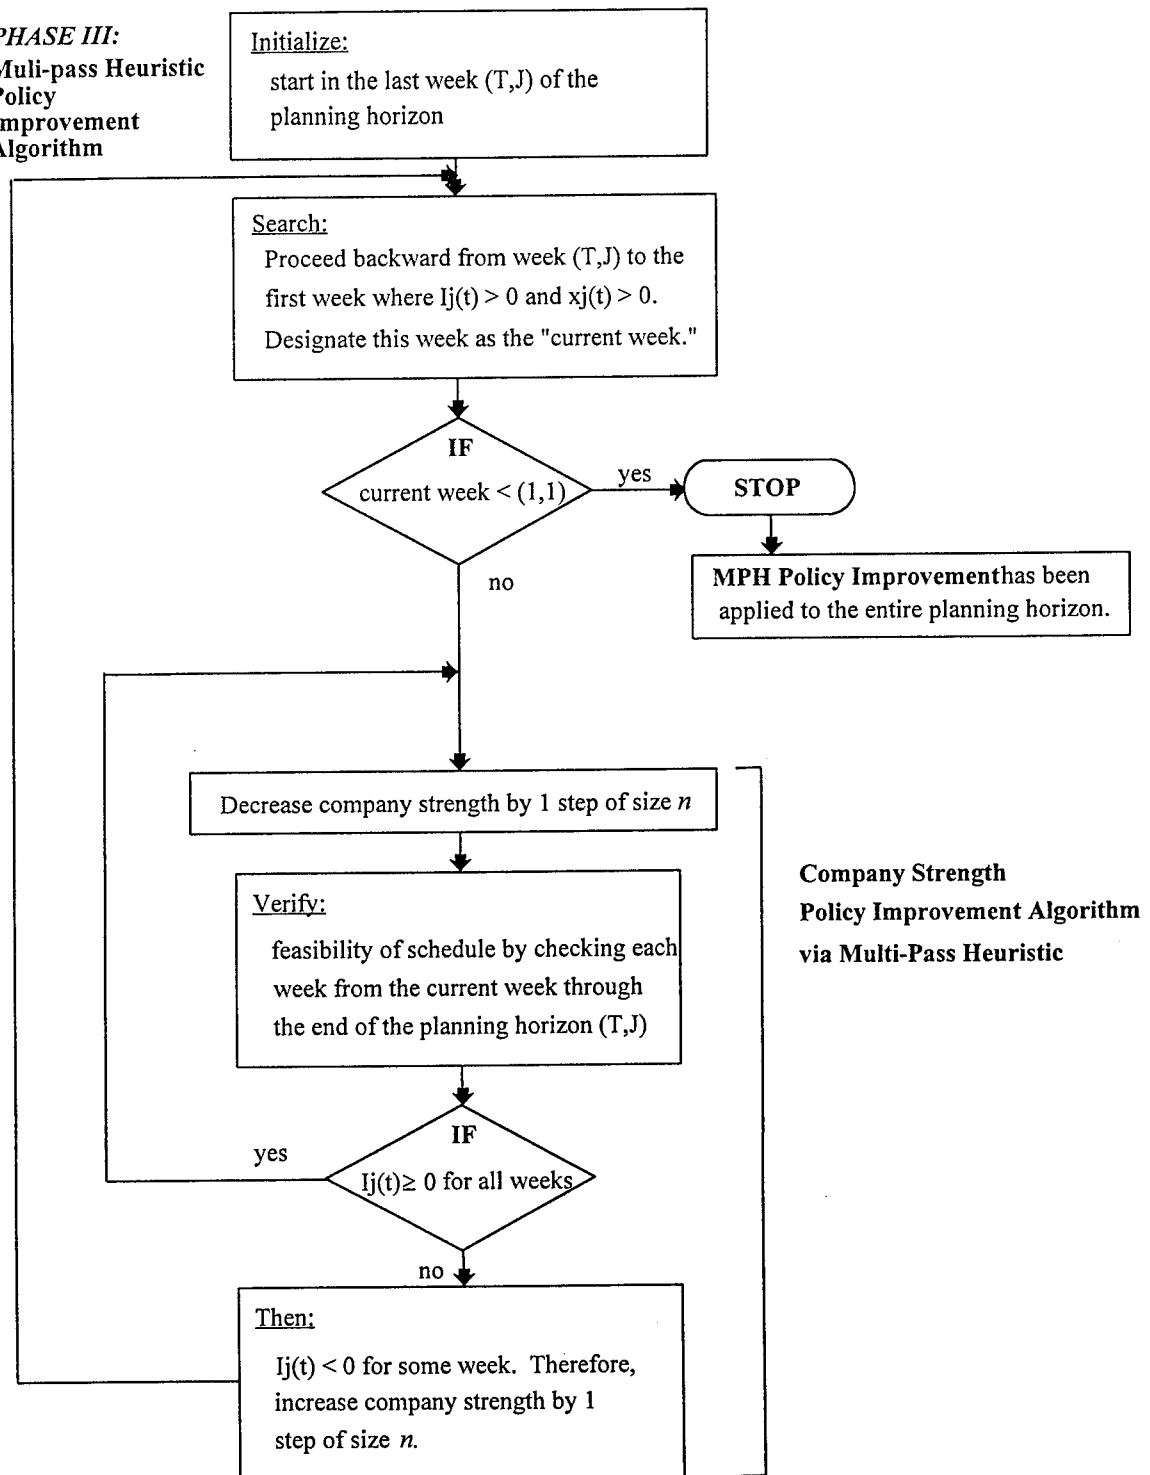 PHASE III:
Muli-pass Heuristic
Policy
Improvement
Algorithm
Initialize:
start in the last week (T,J) of the
planning horizon
Search:
Proceed backward from week (T,J) to the
first week where Ij(t) > 0 and xj(t) > 0.
Designate this week as the "current week."
IF
current week < (1,1)
yes
STOP
MPH Policy Improvementhas been
applied to the entire planning horizon.
no
Decrease company strength by 1 step of size n
Verify:
feasibility of schedule by checking each
week from the current week through
the end of the planning horizon (T,J)
Company Strength
Policy Improvement Algorithm
via Multi-Pass Heuristic
IF
Ij(t)≥ 0 for all weeks
yes
no
Then:
Ij(t) < 0 for some week. Therefore,
increase company strength by 1
step of size n.